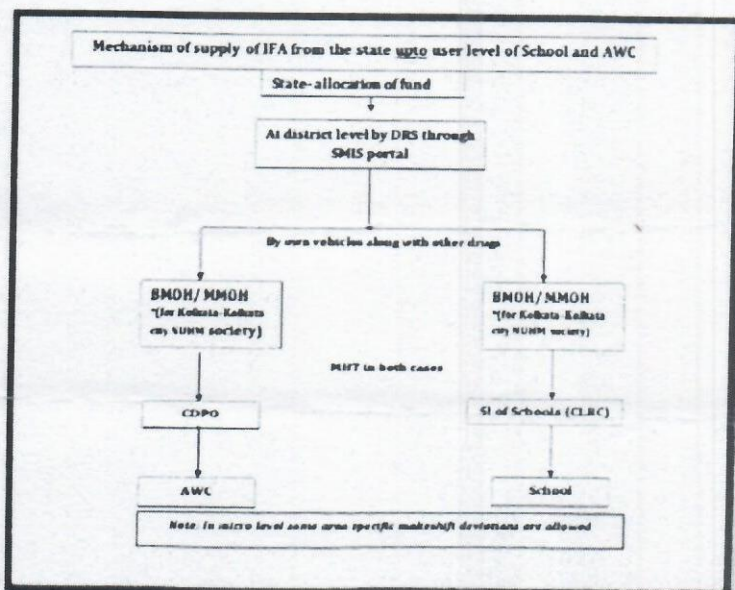 Mechanism of supply of IFA from the state upto user level of School and AWC
State- allocation of fund
At district level by DRS through
SMIS portal
By own vehicles along with other drugs
BMOH/ MMOH
*(for Kolkata-Kolkata
city NUHM society)
BMOH/ MMOH
*(for Kolkata-Kolkata
city NUHM society)
MHT in both cases
CDPO
SI of Schools (CLRC)
AWC
School
Note: In micro level some area specific makeshift deviations are allowed